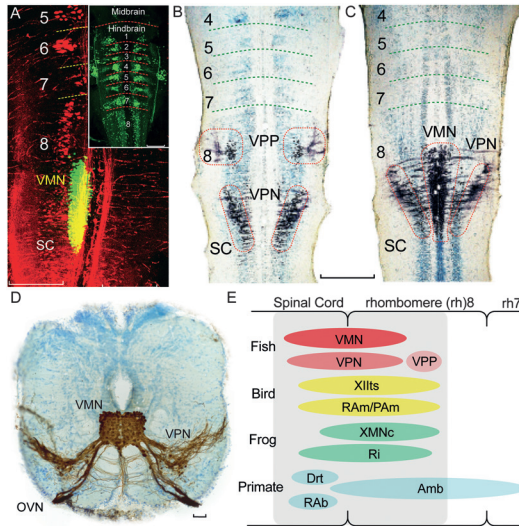 A
5
6
7
8
VMN
SC
Midbrain
Hindbrain
1
2
3
4
5
6
7
8
B
4
5
6
7
8
VPP
VPN
SC
C
4
5
6
7
8
VMN
VPN
SC
D
VMN
VPN
OVN
E
Spinal Cord rhombomere (rh)8 rh7
Fish
VMN
VPN VPP
Bird
XIIts
RAm/PAm
Frog
XMNc
Ri
Primate
Drt
Amb
RAb